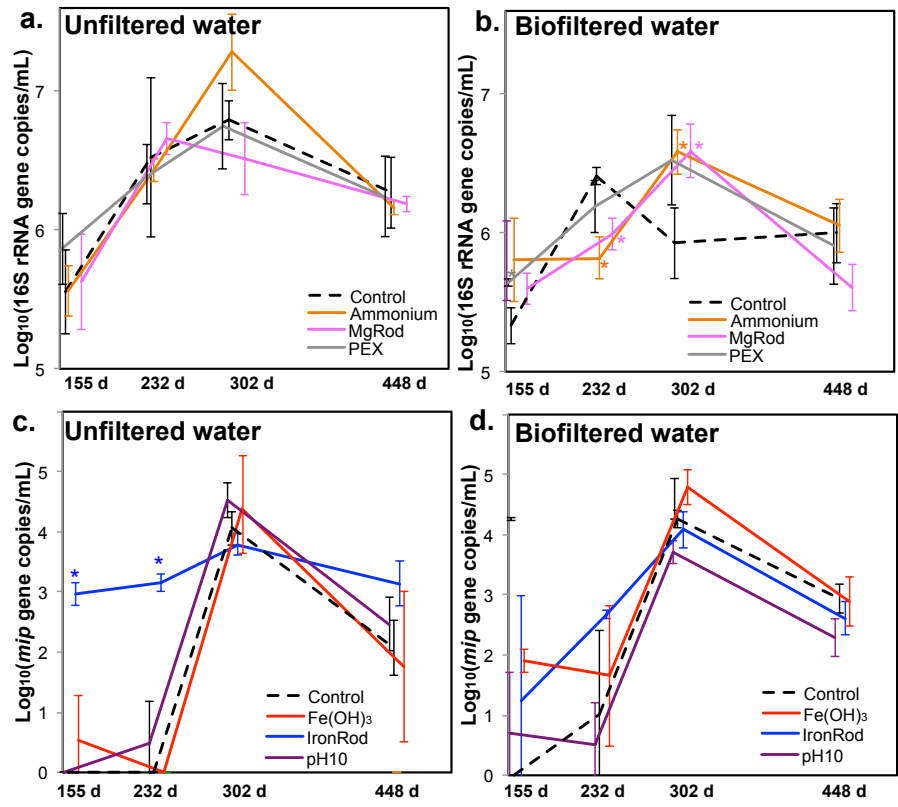 a. Unfiltered water
Log10(16S rRNA gene copies/mL)
7
6
5
Control
Ammonium
MgRod
PEX
155 d 232 d 302 d 448 d
b. Biofiltered water
Log10(16S rRNA gene copies/mL)
7
6
5
*
*
*
*
*
Control
Ammonium
MgRod
PEX
155 d 232 d 302 d 448 d
c. Unfiltered water
Log10(mip gene copies/mL)
5
4
3
2
1
0
* *
Control
Fe(OH)₃
IronRod
pH10
155 d 232 d 302 d 448 d
d. Biofiltered water
Log10(mip gene copies/mL)
5
4
3
2
1
0
Control
Fe(OH)₃
IronRod
pH10
155 d 232 d 302 d 448 d